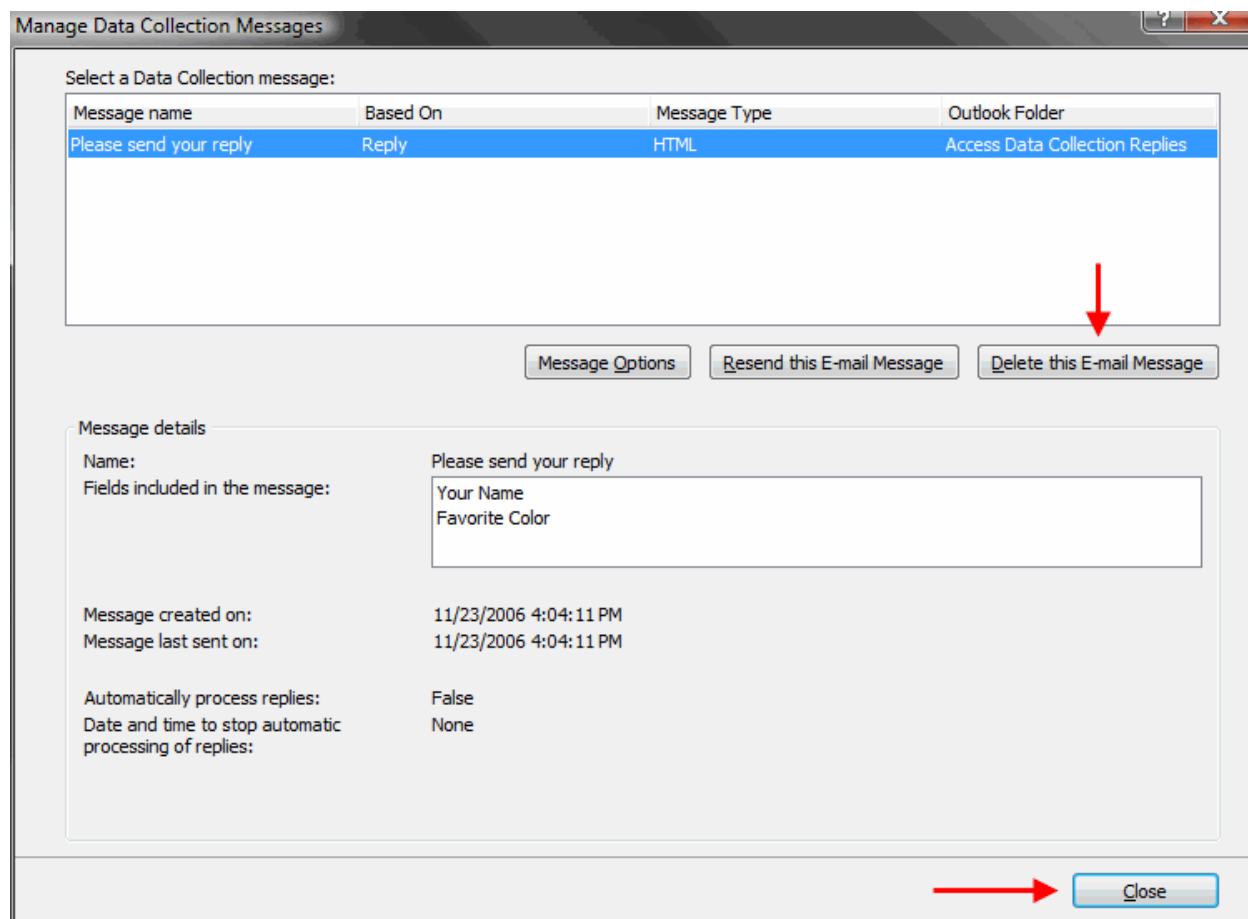 Manage Data Collection Messages
Select a Data Collection message:
Message name Based On Message Type Outlook Folder
Please send your reply Reply HTML Access Data Collection Replies
Message Options Resend this E-mail Message Delete this E-mail Message
Message details
Name: Please send your reply
Fields included in the message: Your Name
Favorite Color
Message created on: 11/23/2006 4:04:11 PM
Message last sent on: 11/23/2006 4:04:11 PM
Automatically process replies: False
Date and time to stop automatic None
processing of replies:
Close